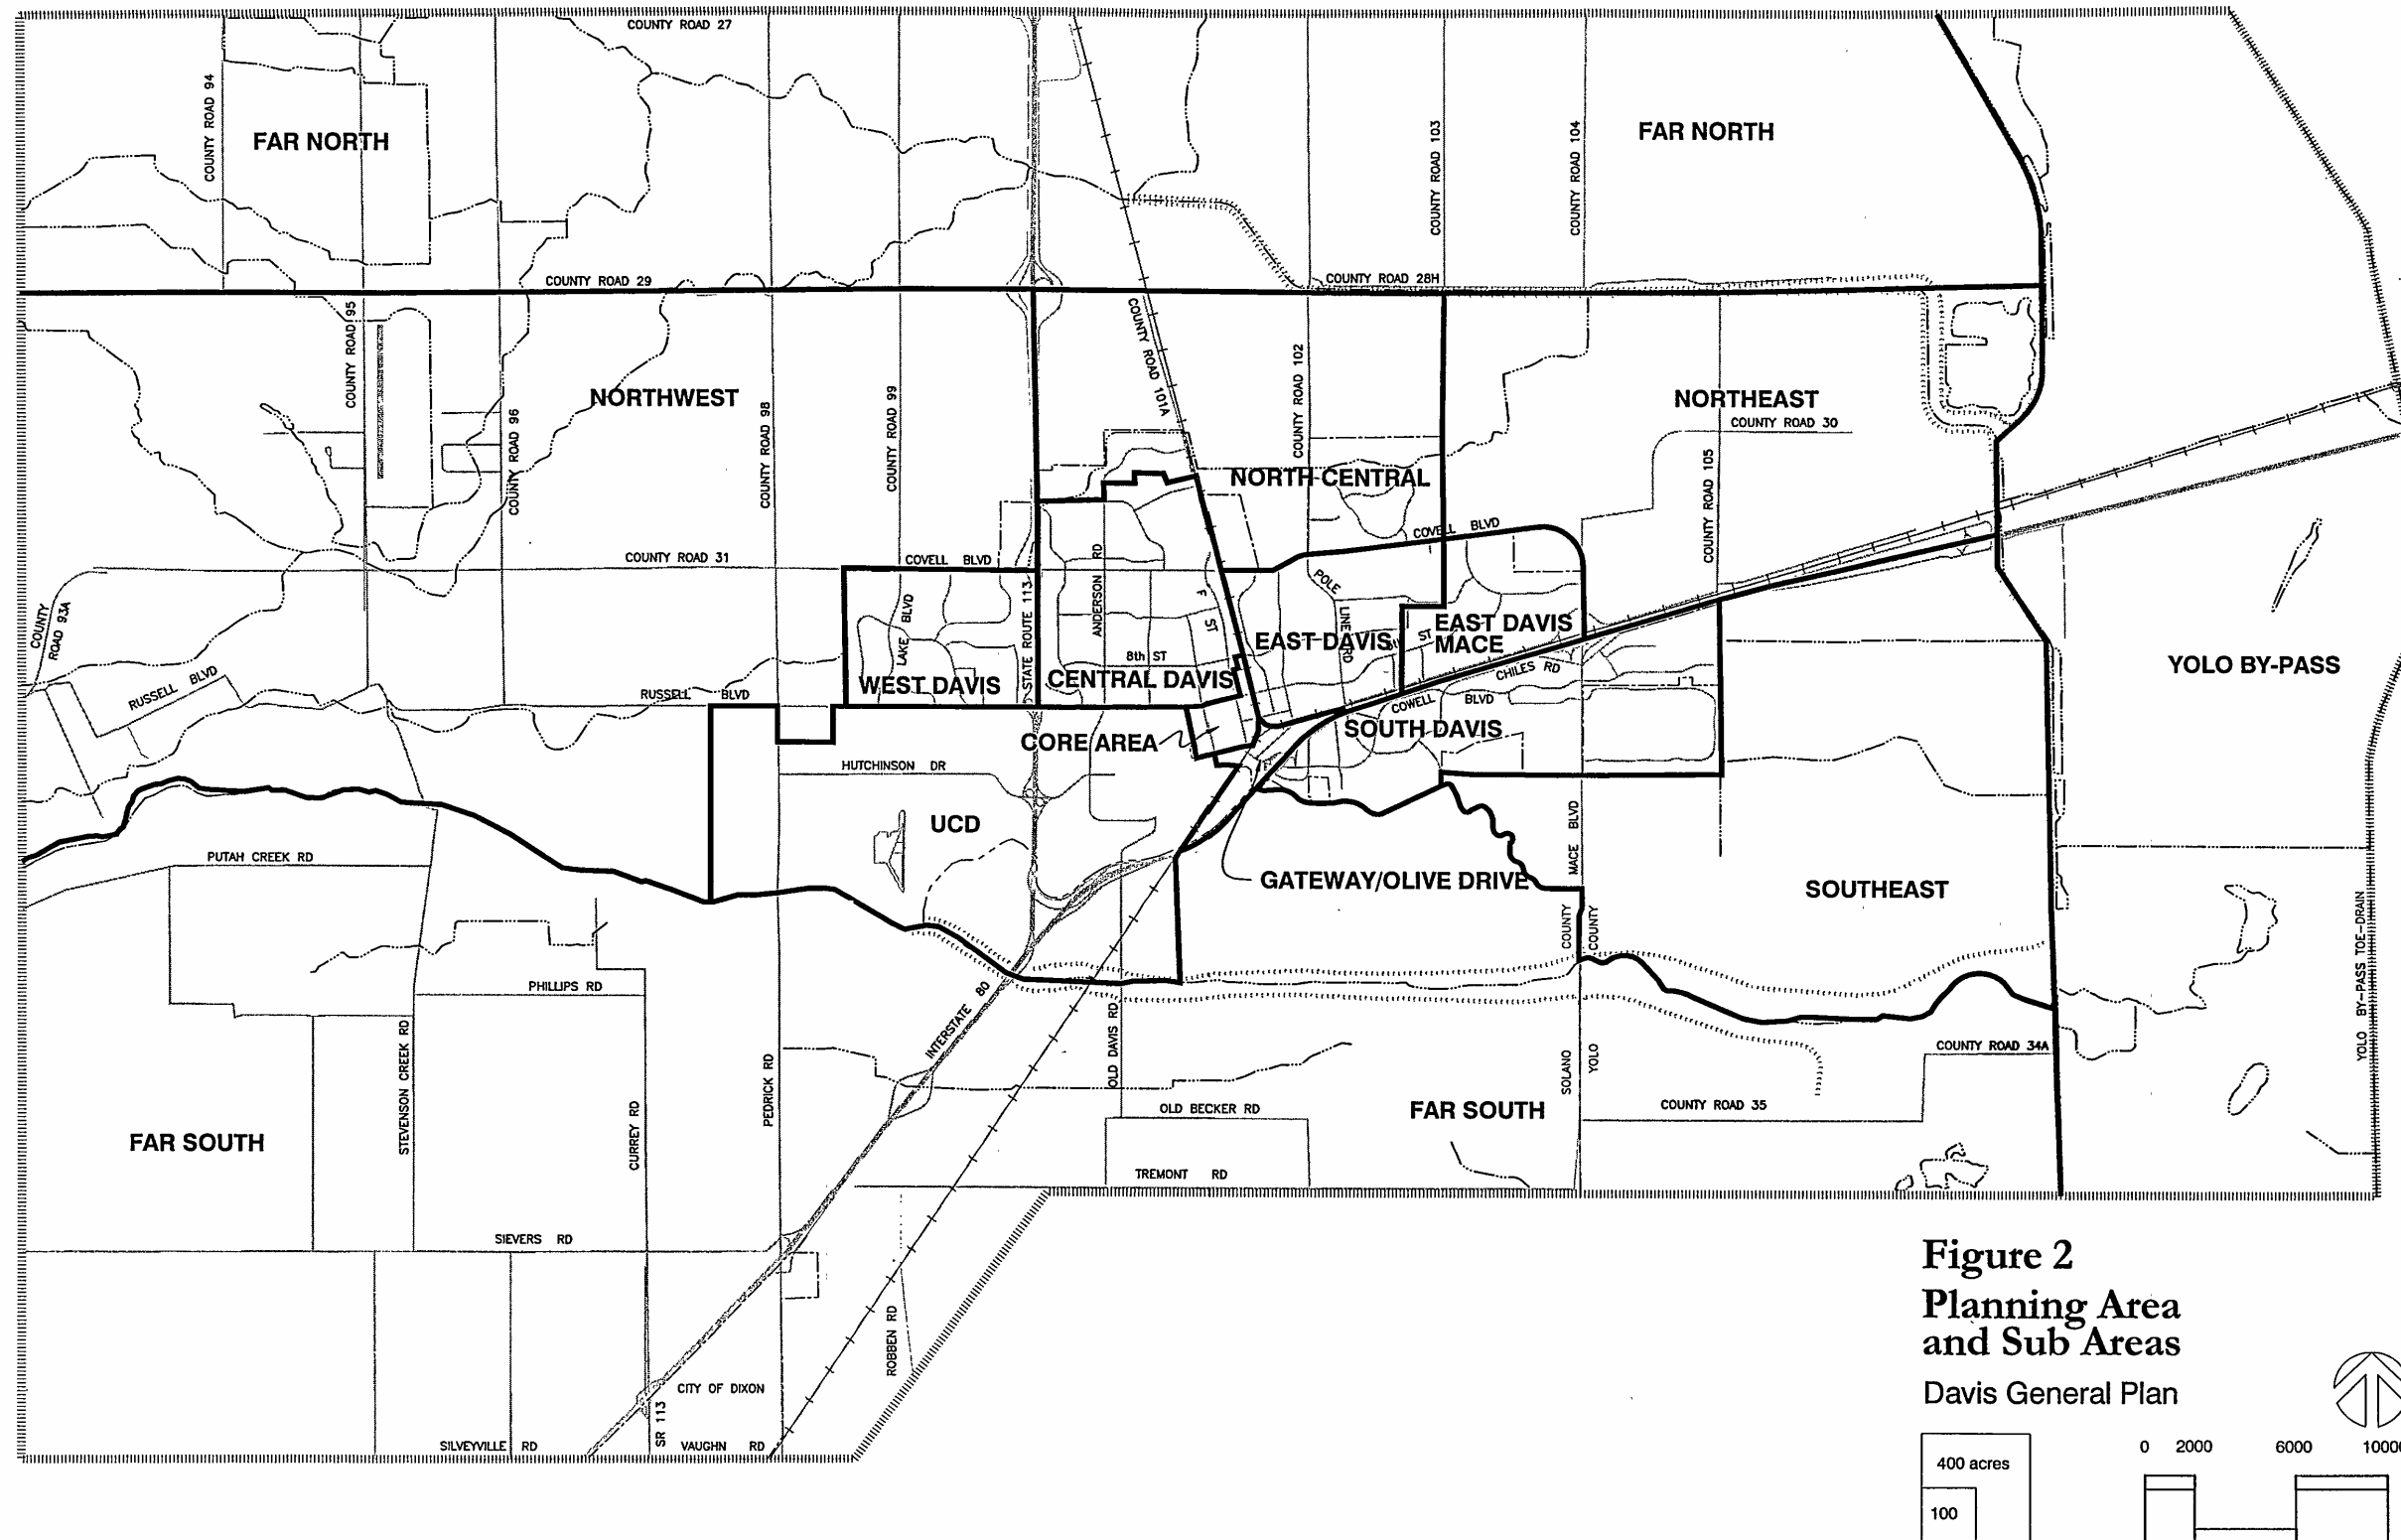 COUNTY ROAD 27
COUNTY ROAD 94
FAR NORTH
COUNTY ROAD 103
COUNTY ROAD 104
FAR NORTH
COUNTY ROAD 29
COUNTY ROAD 28H
COUNTY ROAD 95
COUNTY ROAD 96
NORTHWEST
COUNTY ROAD 98
COUNTY ROAD 99
COUNTY ROAD 101A
COUNTY ROAD 102
NORTHEAST
COUNTY ROAD 30
COUNTY ROAD 105
NORTH CENTRAL
COVELL BLVD
COUNTY ROAD 31
COVELL BLVD
COUNTY
ROAD 93A
LAKE BLVD
STATE ROUTE 113
ANDERSON RD
F ST
POLE LINE RD
8th ST
EAST DAVIS
EAST DAVIS
MACE
8th ST
WEST DAVIS
CENTRAL DAVIS
CHILES RD
YOLO BY-PASS
RUSSELL BLVD
RUSSELL BLVD
COWELL BLVD
SOUTH DAVIS
CORE AREA
HUTCHINSON DR
UCD
MACE BLVD
PUTAH CREEK RD
GATEWAY/OLIVE DRIVE
SOUTHEAST
SOLANO COUNTY
YOLO COUNTY
YOLO BY-PASS TOE-DRAIN
PHILLIPS RD
INTERSTATE 80
OLD DAVIS RD
STEVENSON CREEK RD
CURREY RD
PEDRICK RD
COUNTY ROAD 34A
OLD BECKER RD
FAR SOUTH
COUNTY ROAD 35
FAR SOUTH
TREMONT RD
SIEVERS RD
ROBBEN RD
CITY OF DIXON
SR 113
SILVEYVILLE RD
VAUGHN RD
Figure 2
Planning Area
and Sub Areas
Davis General Plan
0 2000 6000 10000
400 acres
100